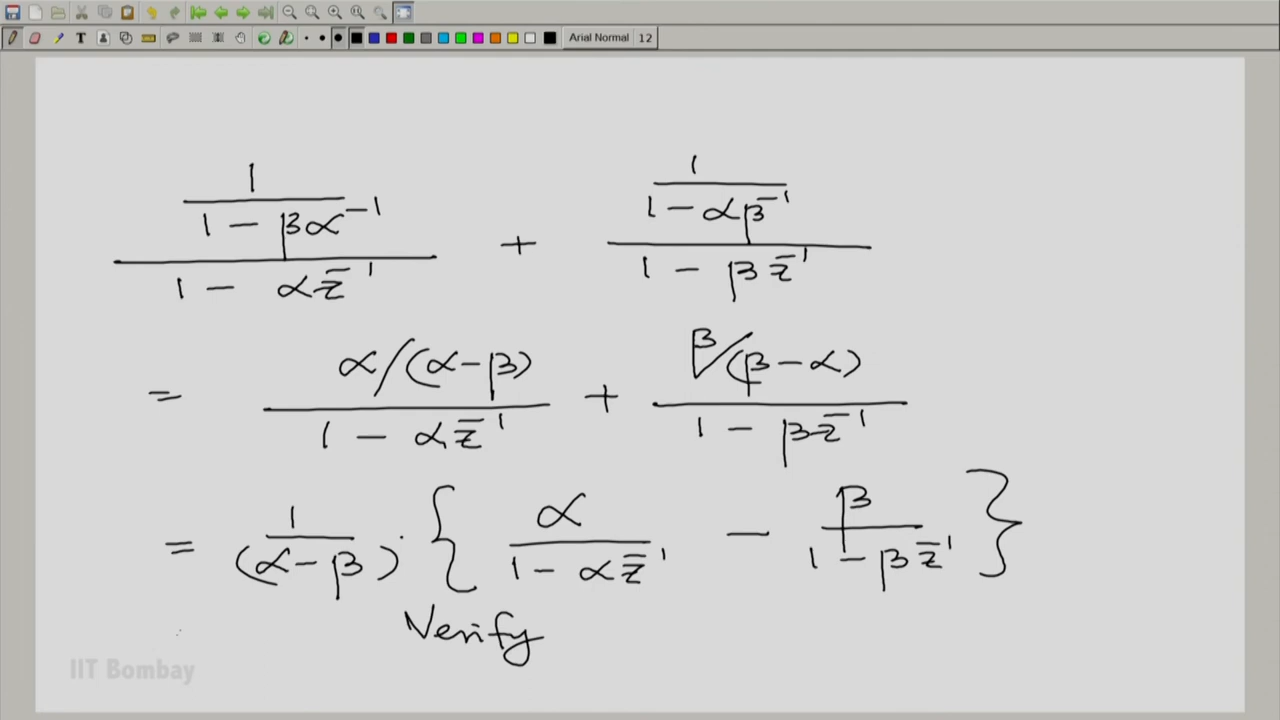 Arial Normal 12
1 / (1 - βα^-1) / (1 - αz^-1) + 1 / (1 - αβ^-1) / (1 - βz^-1)
= α/(α-β) / (1 - αz^-1) + β/(β-α) / (1 - βz^-1)
= 1 / (α-β) · { α / (1 - αz^-1) - β / (1 - βz^-1) }
Verify
IIT Bombay